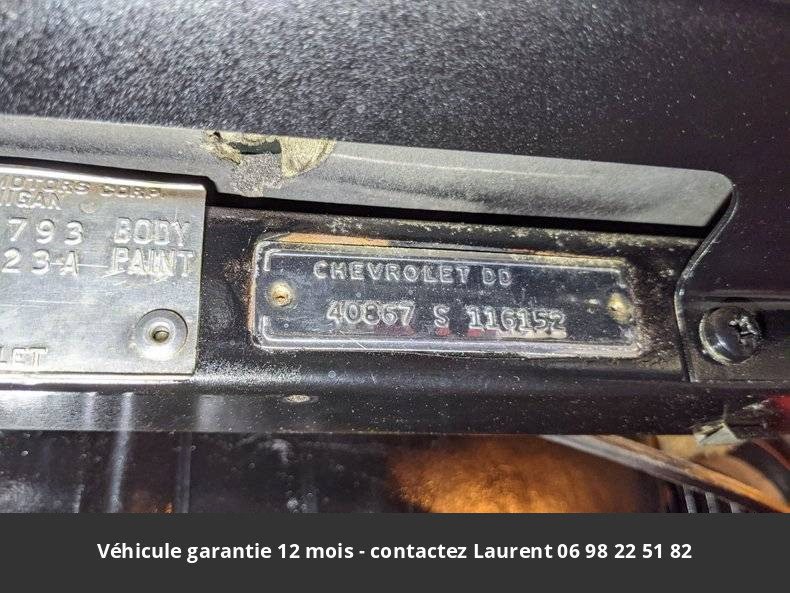 MOTORS CORP.
IGAN
793 BODY
23-A PAINT
LET
CHEVROLET DD
40867 S 116152
Véhicule garantie 12 mois - contactez Laurent 06 98 22 51 82